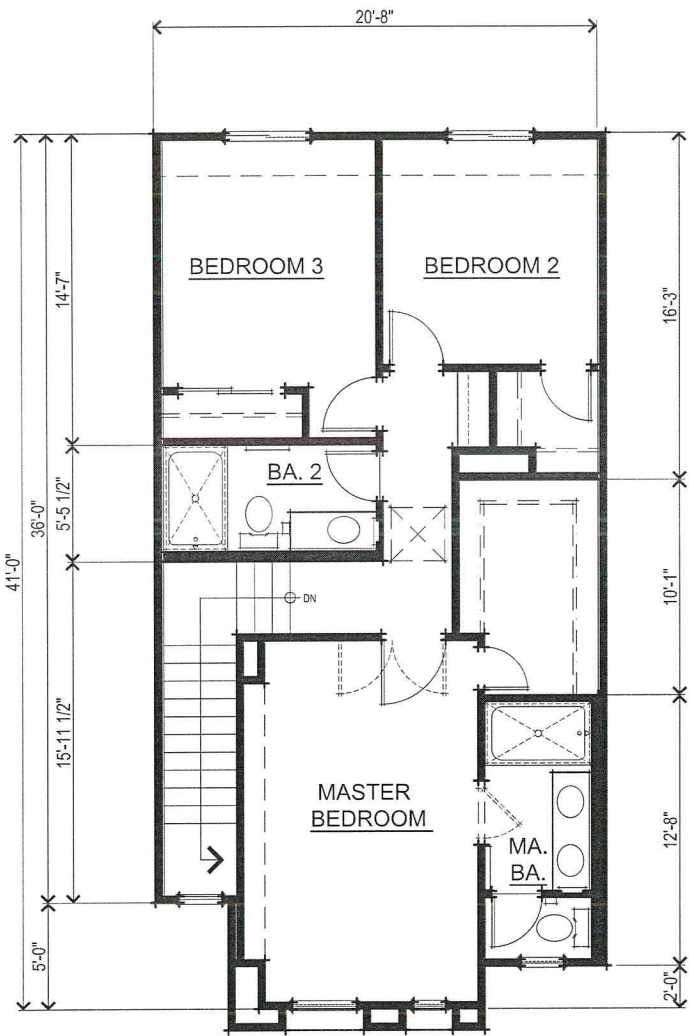 20'-8"
BEDROOM 3
BEDROOM 2
14'-7"
16'-3"
BA. 2
5'-5 1/2"
36'-0"
41'-0"
DN
10'-1"
15'-11 1/2"
MASTER
BEDROOM
MA.
BA.
12'-8"
5'-0"
2'-0"